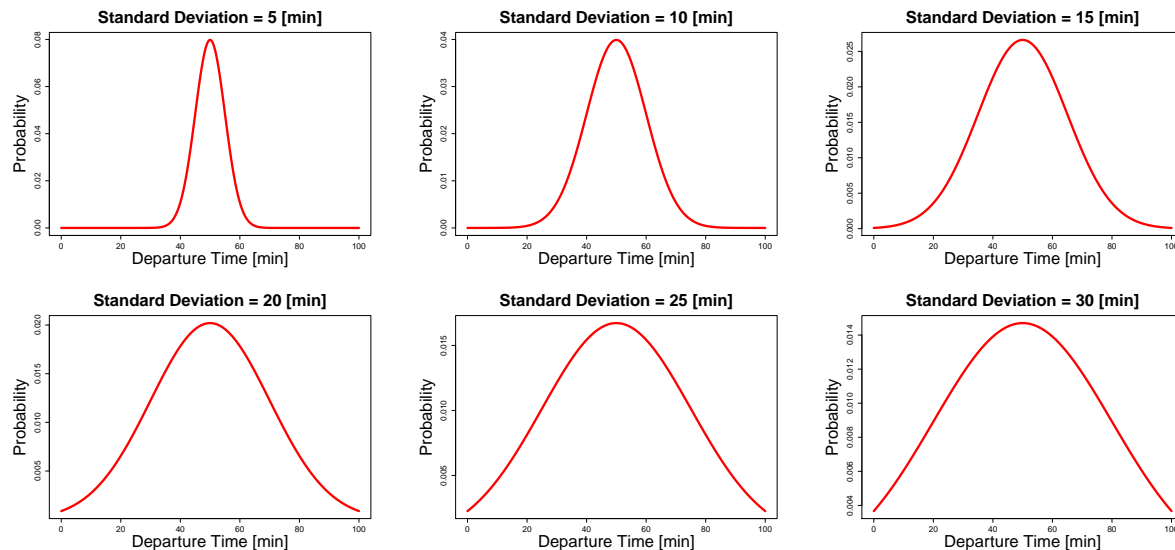 Standard Deviation = 5 [min]
Probability
0.00
0.02
0.04
0.06
0.08
0 20 40 60 80 100
Departure Time [min]
Standard Deviation = 10 [min]
Probability
0.00
0.01
0.02
0.03
0.04
0 20 40 60 80 100
Departure Time [min]
Standard Deviation = 15 [min]
Probability
0.000
0.005
0.010
0.015
0.020
0.025
0 20 40 60 80 100
Departure Time [min]
Standard Deviation = 20 [min]
Probability
0.005
0.010
0.015
0.020
0 20 40 60 80 100
Departure Time [min]
Standard Deviation = 25 [min]
Probability
0.005
0.010
0.015
0 20 40 60 80 100
Departure Time [min]
Standard Deviation = 30 [min]
Probability
0.004
0.006
0.008
0.010
0.012
0.014
0 20 40 60 80 100
Departure Time [min]